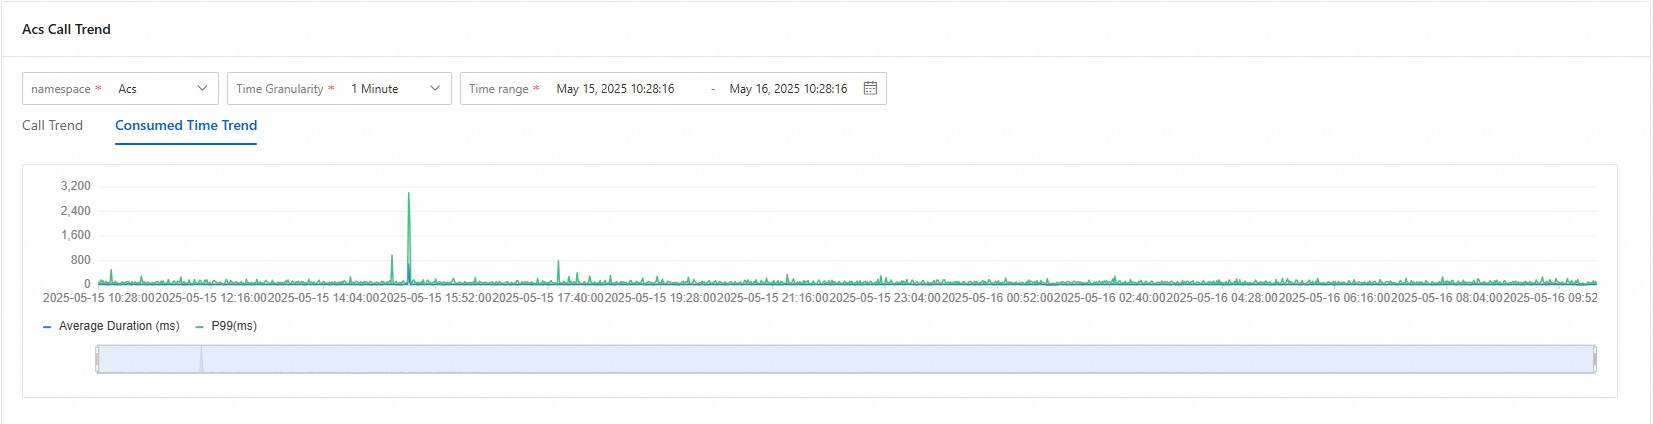 Acs Call Trend
namespace * Acs Time Granularity * 1 Minute Time range * May 15, 2025 10:28:16 - May 16, 2025 10:28:16
Call Trend Consumed Time Trend
3,200
2,400
1,600
800
0
2025-05-15 10:28:00 2025-05-15 12:16:00 2025-05-15 14:04:00 2025-05-15 15:52:00 2025-05-15 17:40:00 2025-05-15 19:28:00 2025-05-15 21:16:00 2025-05-15 23:04:00 2025-05-16 00:52:00 2025-05-16 02:40:00 2025-05-16 04:28:00 2025-05-16 06:16:00 2025-05-16 08:04:00 2025-05-16 09:52
Average Duration (ms) P99(ms)